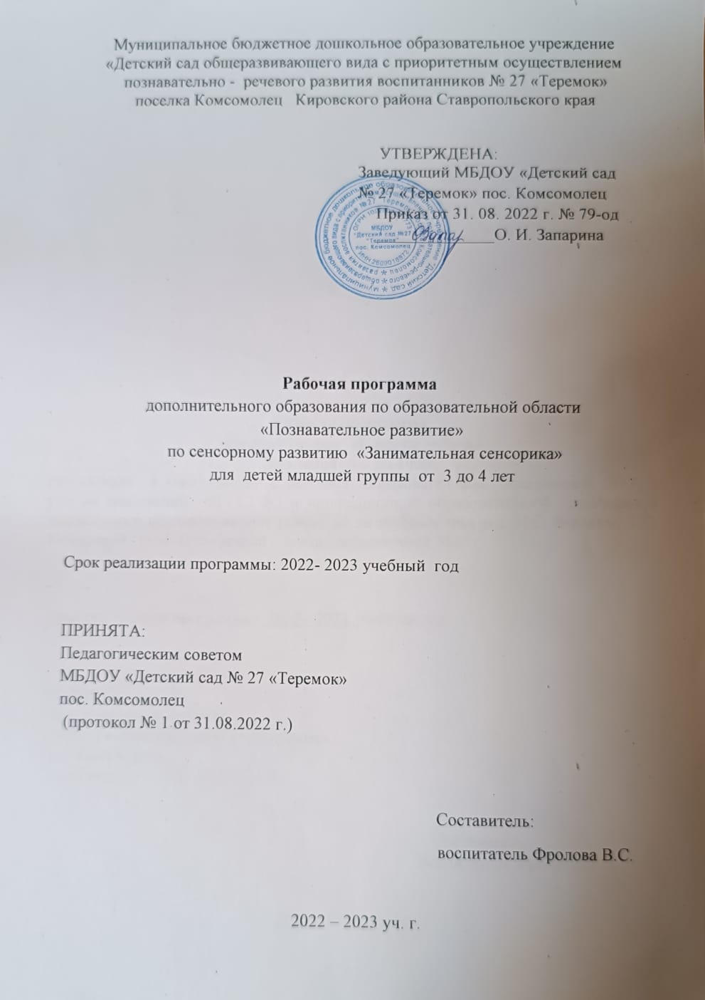 Муниципальное бюджетное дошкольное образовательное учреждение
«Детский сад общеразвивающего вида с приоритетным осуществлением
познавательно - речевого развития воспитанников № 27 «Теремок»
поселка Комсомолец Кировского района Ставропольского края
УТВЕРЖДЕНА:
Заведующий МБДОУ «Детский сад
№ 27 «Теремок» пос. Комсомолец
Приказ от 31. 08. 2022 г. № 79-од
О. И. Запарина
МБДОУ
"Детский сад №27
"Теремок"
пос. Комсомолец
Рабочая программа
дополнительного образования по образовательной области
«Познавательное развитие»
по сенсорному развитию «Занимательная сенсорика»
для детей младшей группы от 3 до 4 лет
Срок реализации программы: 2022- 2023 учебный год
ПРИНЯТА:
Педагогическим советом
МБДОУ «Детский сад № 27 «Теремок»
пос. Комсомолец
(протокол № 1 от 31.08.2022 г.)
Составитель:
воспитатель Фролова В.С.
2022 – 2023 уч. г.